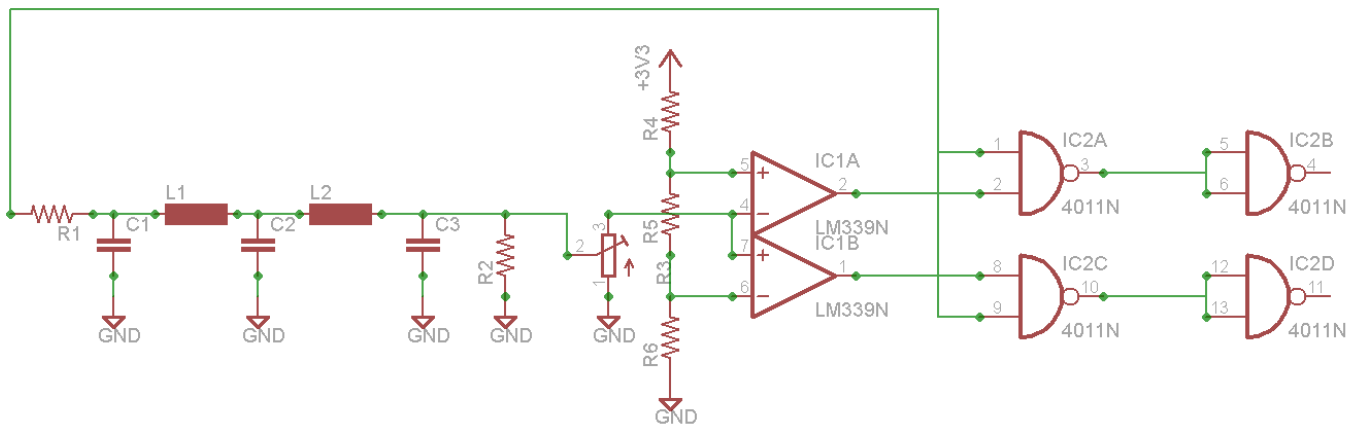 +3V3
R4
IC1A
5
+
2
4
-
LM339N
IC1B
7
+
1
6
-
LM339N
R5
R3
R6
GND
R1
C1
L1
C2
L2
C3
R2
2
3
1
GND
GND
GND
GND
GND
IC2A
1
2
3
4011N
IC2B
5
6
4
4011N
IC2C
8
9
10
4011N
IC2D
12
13
11
4011N